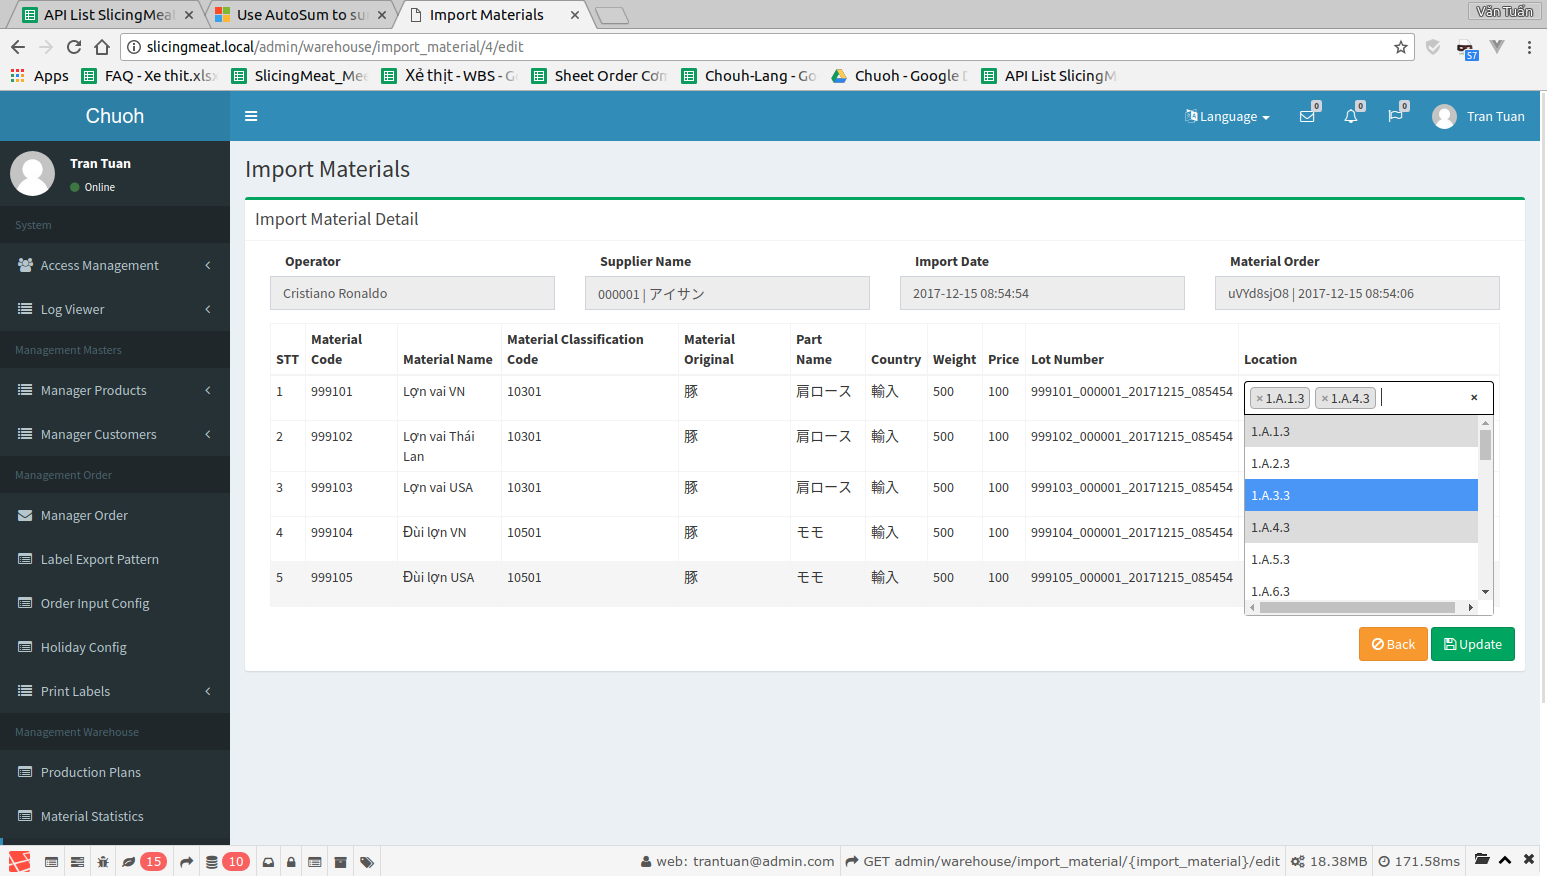 API List SlicingMeat
Use AutoSum to su
Import Materials
Văn Tuấn
slicingmeat.local/admin/warehouse/import_material/4/edit
57
Apps
FAQ - Xe thit.xls
SlicingMeat_Me
Xẻ thịt - WBS - G
Sheet Order Cơm
Chouh-Lang - Go
Chuoh - Google D
API List SlicingM
Chuoh
Language
0
0
0
Tran Tuan
Tran Tuan
Online
System
Access Management
Log Viewer
Management Masters
Manager Products
Manager Customers
Management Order
Manager Order
Label Export Pattern
Order Input Config
Holiday Config
Print Labels
Management Warehouse
Production Plans
Material Statistics
Import Materials
Import Material Detail
Operator
Supplier Name
Import Date
Material Order
Cristiano Ronaldo
000001 | アイサン
2017-12-15 08:54:54
uVYd8sjO8 | 2017-12-15 08:54:06
STT Material Code Material Name Material Classification Code Material Original Part Name Country Weight Price Lot Number Location
1 999101 Lợn vai VN 10301 豚 肩ロース 輸入 500 100 999101_000001_20171215_085454
2 999102 Lợn vai Thái Lan 10301 豚 肩ロース 輸入 500 100 999102_000001_20171215_085454
3 999103 Lợn vai USA 10301 豚 肩ロース 輸入 500 100 999103_000001_20171215_085454
4 999104 Đùi lợn VN 10501 豚 モモ 輸入 500 100 999104_000001_20171215_085454
5 999105 Đùi lợn USA 10501 豚 モモ 輸入 500 100 999105_000001_20171215_085454
×1.A.1.3 ×1.A.4.3 ×
1.A.1.3
1.A.2.3
1.A.3.3
1.A.4.3
1.A.5.3
1.A.6.3
Back
Update
15
10
web: trantuan@admin.com
GET admin/warehouse/import_material/{import_material}/edit
18.38MB
171.58ms